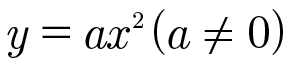 y = ax² (a ≠ 0)